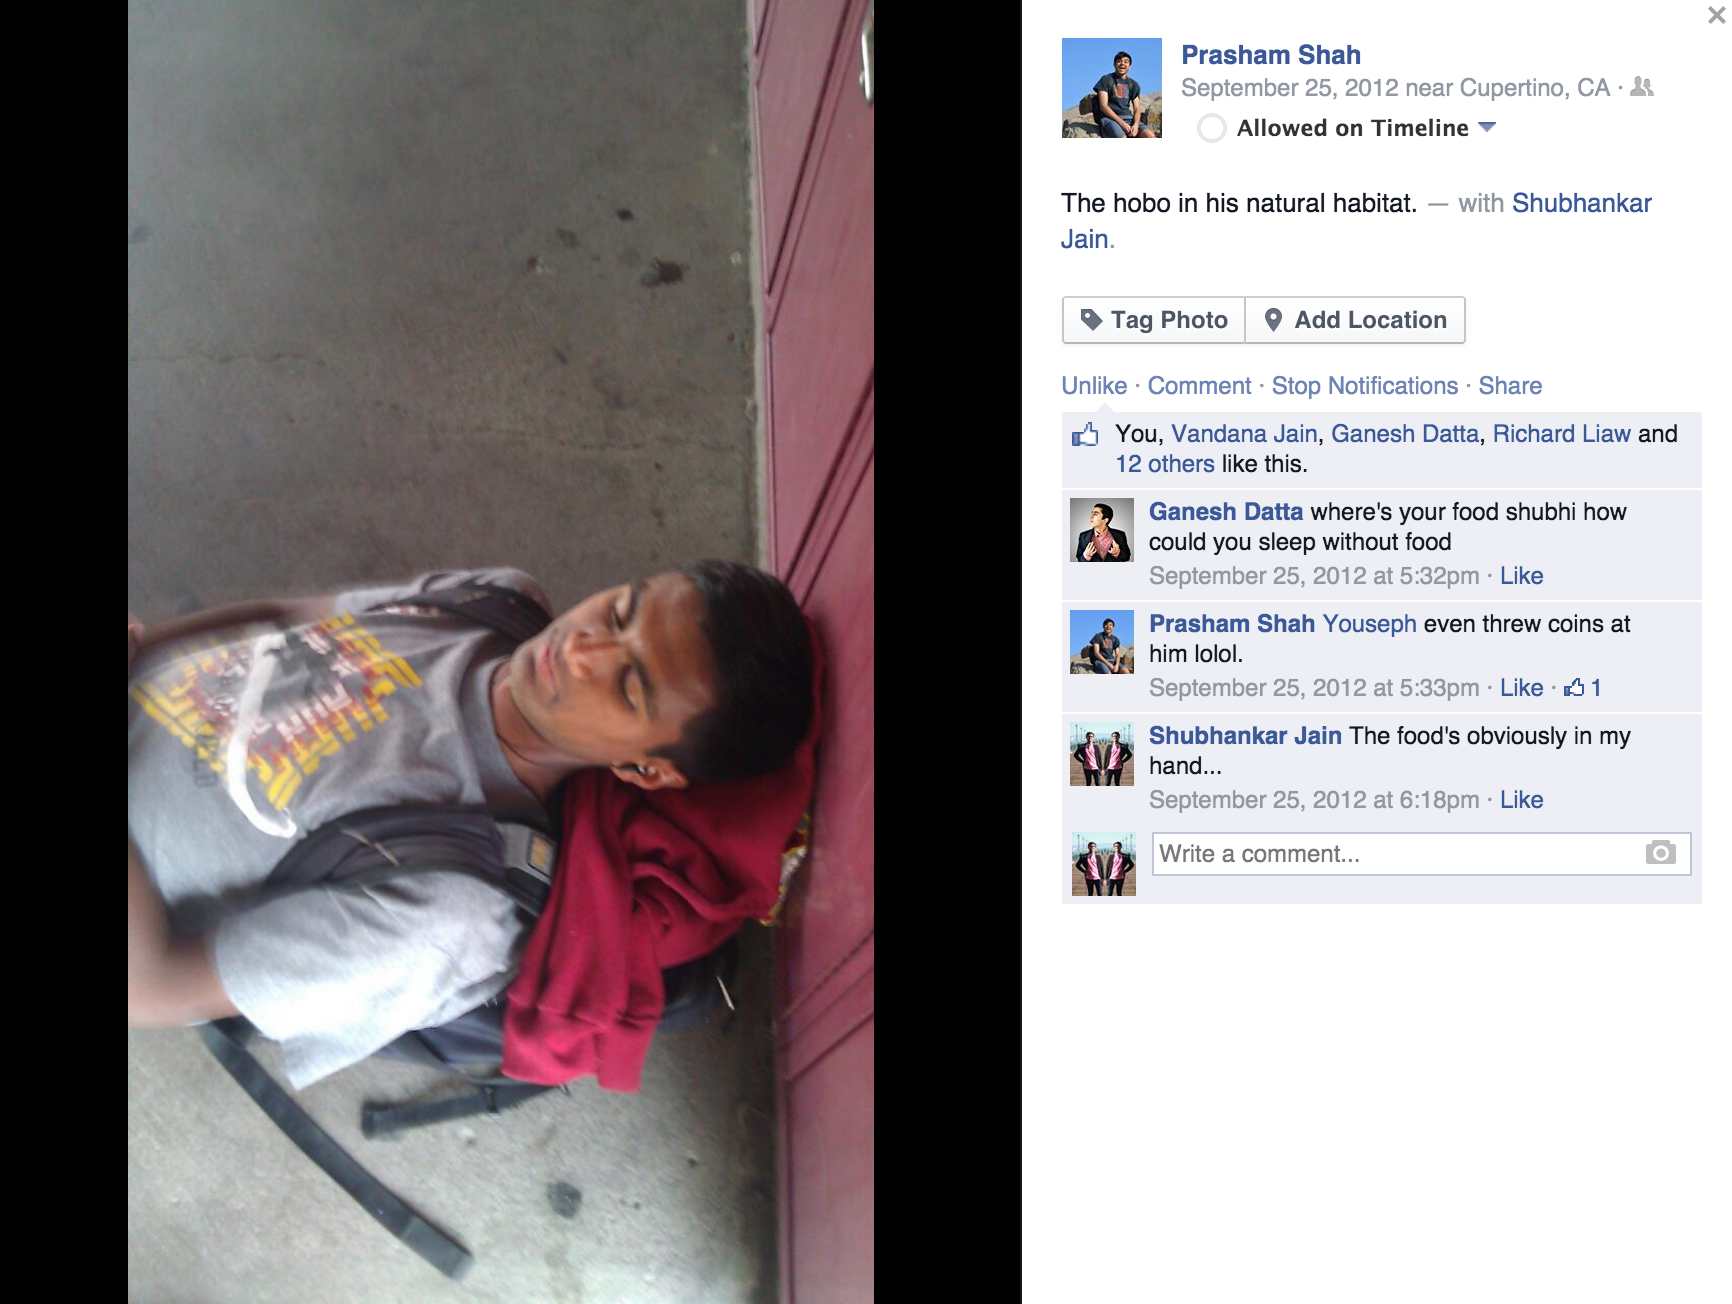 Prasham Shah
September 25, 2012 near Cupertino, CA ·
Allowed on Timeline
The hobo in his natural habitat. — with Shubhankar
Jain.
Tag Photo
Add Location
Unlike · Comment · Stop Notifications · Share
You, Vandana Jain, Ganesh Datta, Richard Liaw and
12 others like this.
Ganesh Datta where's your food shubhi how
could you sleep without food
September 25, 2012 at 5:32pm · Like
Prasham Shah Youseph even threw coins at
him lolol.
September 25, 2012 at 5:33pm · Like · 1
Shubhankar Jain The food's obviously in my
hand...
September 25, 2012 at 6:18pm · Like
Write a comment...